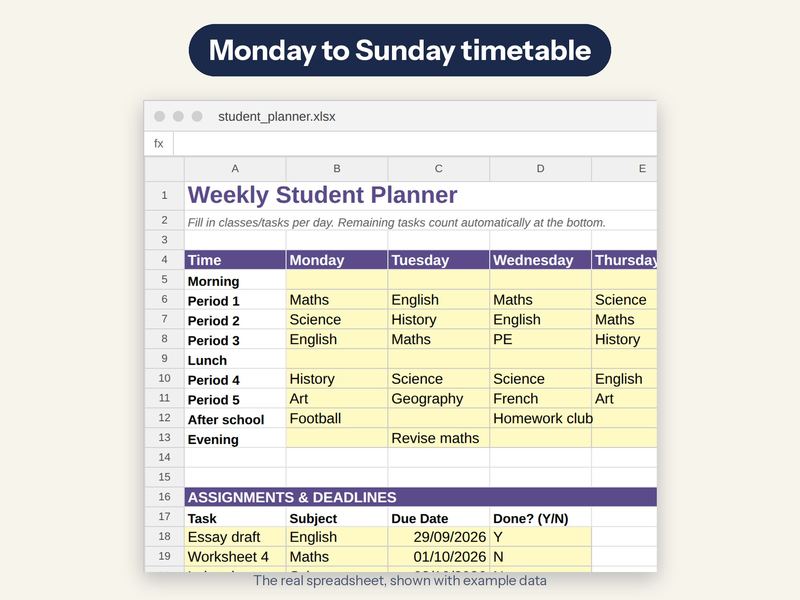 Monday to Sunday timetable
student_planner.xlsx
fx
A B C D E
1 Weekly Student Planner
2 Fill in classes/tasks per day. Remaining tasks count automatically at the bottom.
3
4 Time Monday Tuesday Wednesday Thursday
5 Morning
6 Period 1 Maths English Maths Science
7 Period 2 Science History English Maths
8 Period 3 English Maths PE History
9 Lunch
10 Period 4 History Science Science English
11 Period 5 Art Geography French Art
12 After school Football Homework club
13 Evening Revise maths
14
15
16 ASSIGNMENTS & DEADLINES
17 Task Subject Due Date Done? (Y/N)
18 Essay draft English 29/09/2026 Y
19 Worksheet 4 Maths 01/10/2026 N
The real spreadsheet, shown with example data